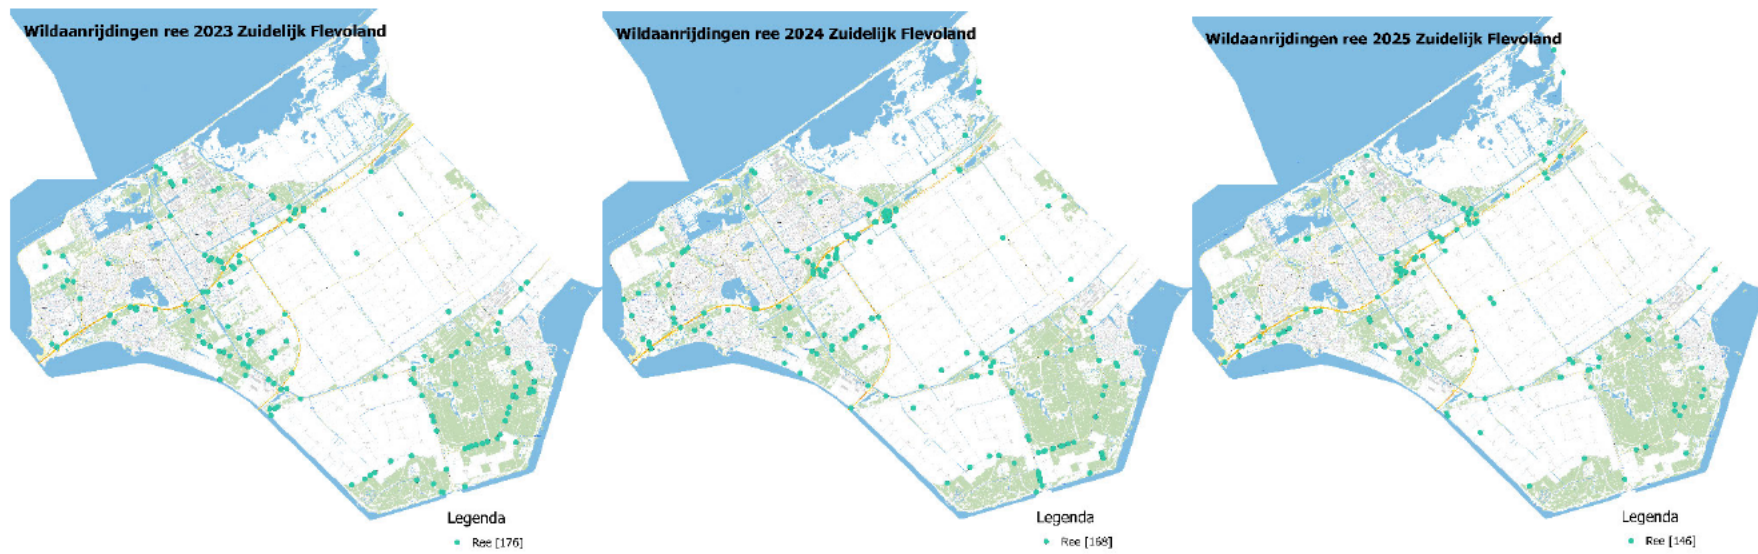 Wildaanrijdingen ree 2023 Zuidelijk Flevoland
Legenda
Ree [176]
Wildaanrijdingen ree 2024 Zuidelijk Flevoland
Legenda
Ree [168]
Wildaanrijdingen ree 2025 Zuidelijk Flevoland
Legenda
Ree [146]